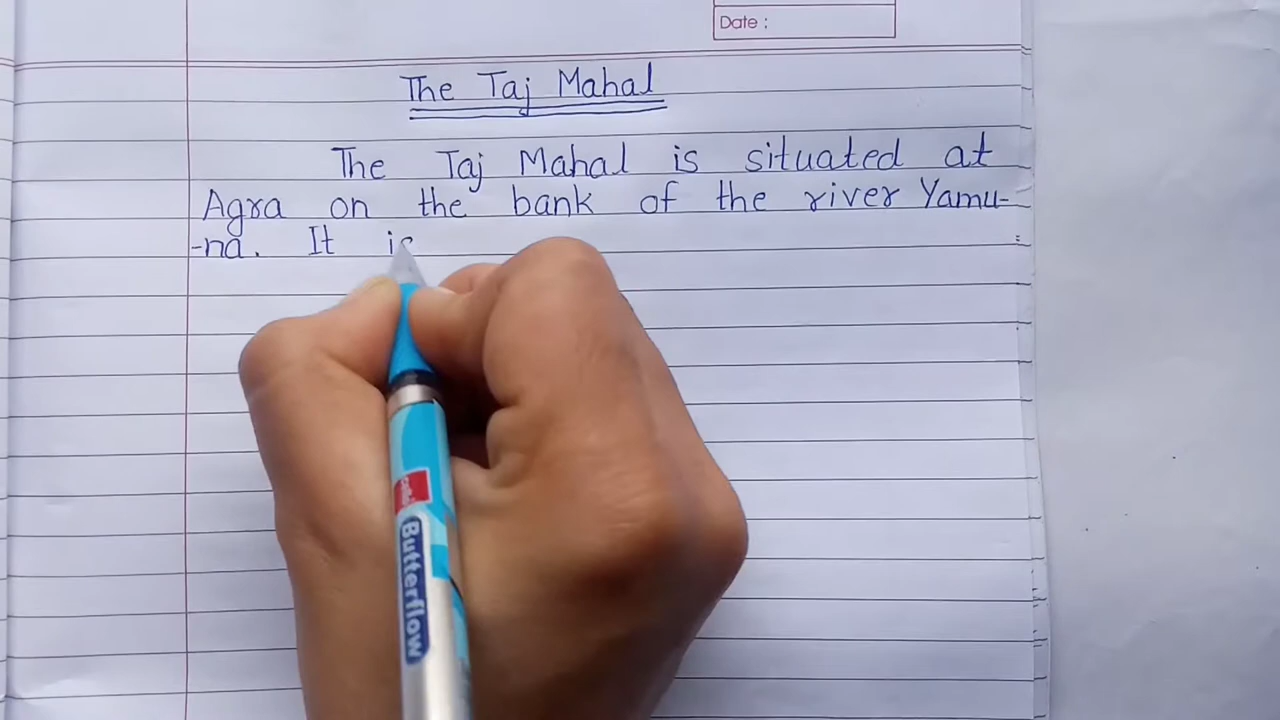 Date :
The Taj Mahal
The Taj Mahal is situated at
Agra on the bank of the river Yamu-
-na. It is
cello
Butterflow